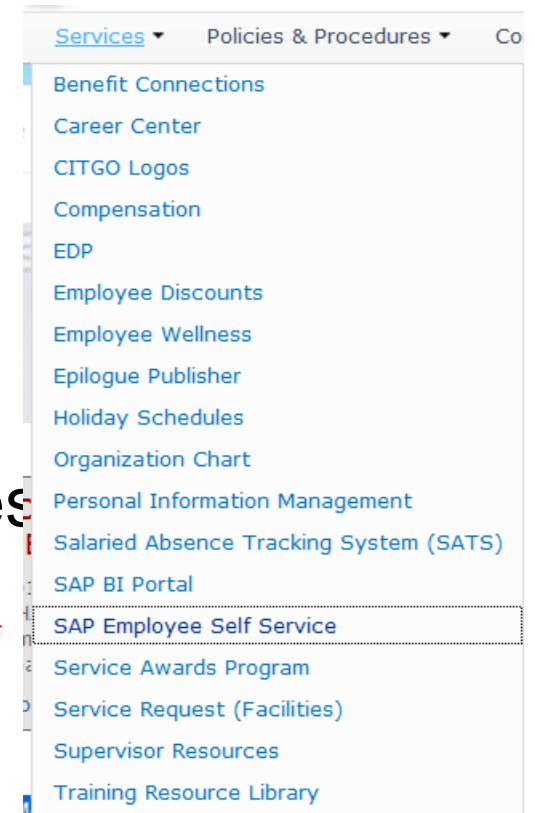 Services ▾ Policies & Procedures ▾ Co
Benefit Connections
Career Center
CITGO Logos
Compensation
EDP
Employee Discounts
Employee Wellness
Epilogue Publisher
Holiday Schedules
Organization Chart
es
Personal Information Management
Salaried Absence Tracking System (SATS)
SAP BI Portal
SAP Employee Self Service
Service Awards Program
Service Request (Facilities)
Supervisor Resources
Training Resource Library